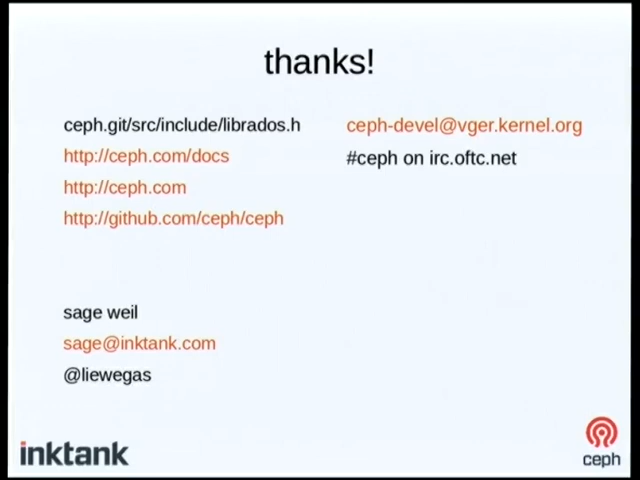 thanks!
ceph.git/src/include/librados.h
http://ceph.com/docs
http://ceph.com
http://github.com/ceph/ceph
ceph-devel@vger.kernel.org
#ceph on irc.oftc.net
sage weil
sage@inktank.com
@liewegas
inktank
ceph